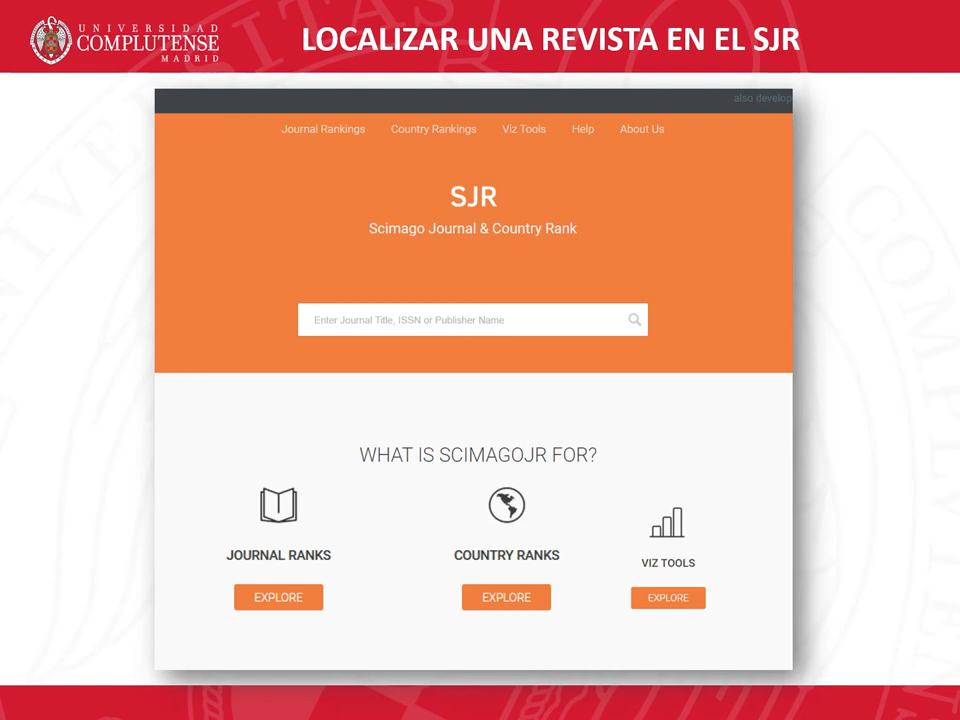 UNIVERSIDAD
COMPLUTENSE
MADRID
LOCALIZAR UNA REVISTA EN EL SJR
also develop
Journal Rankings Country Rankings Viz Tools Help About Us
SJR
Scimago Journal & Country Rank
Enter Journal Title, ISSN or Publisher Name
WHAT IS SCIMAGOJR FOR?
JOURNAL RANKS COUNTRY RANKS VIZ TOOLS
EXPLORE EXPLORE EXPLORE